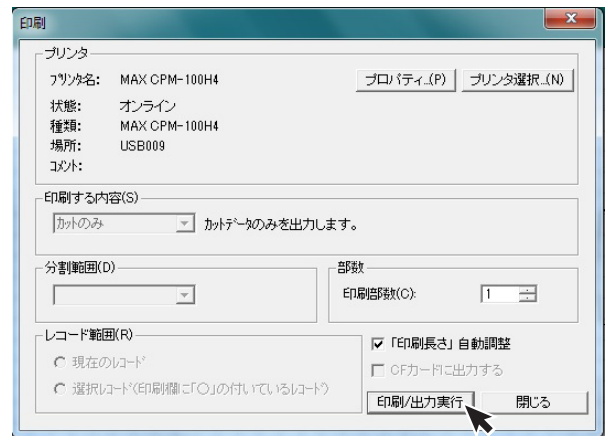 印刷
プリンタ
プリンタ名: MAX CPM-100H4 プロパティ...(P) プリンタ選択...(N)
状態: オンライン
種類: MAX CPM-100H4
場所: USB009
コメント:
印刷する内容(S)
カットのみ カットデータのみを出力します。
分割範囲(D)
部数
印刷部数(C): 1
レコード範囲(R)
現在のレコード
選択レコード(印刷欄に「○」の付いているレコード)
「印刷長さ」自動調整
CFカードに出力する
印刷/出力実行 閉じる